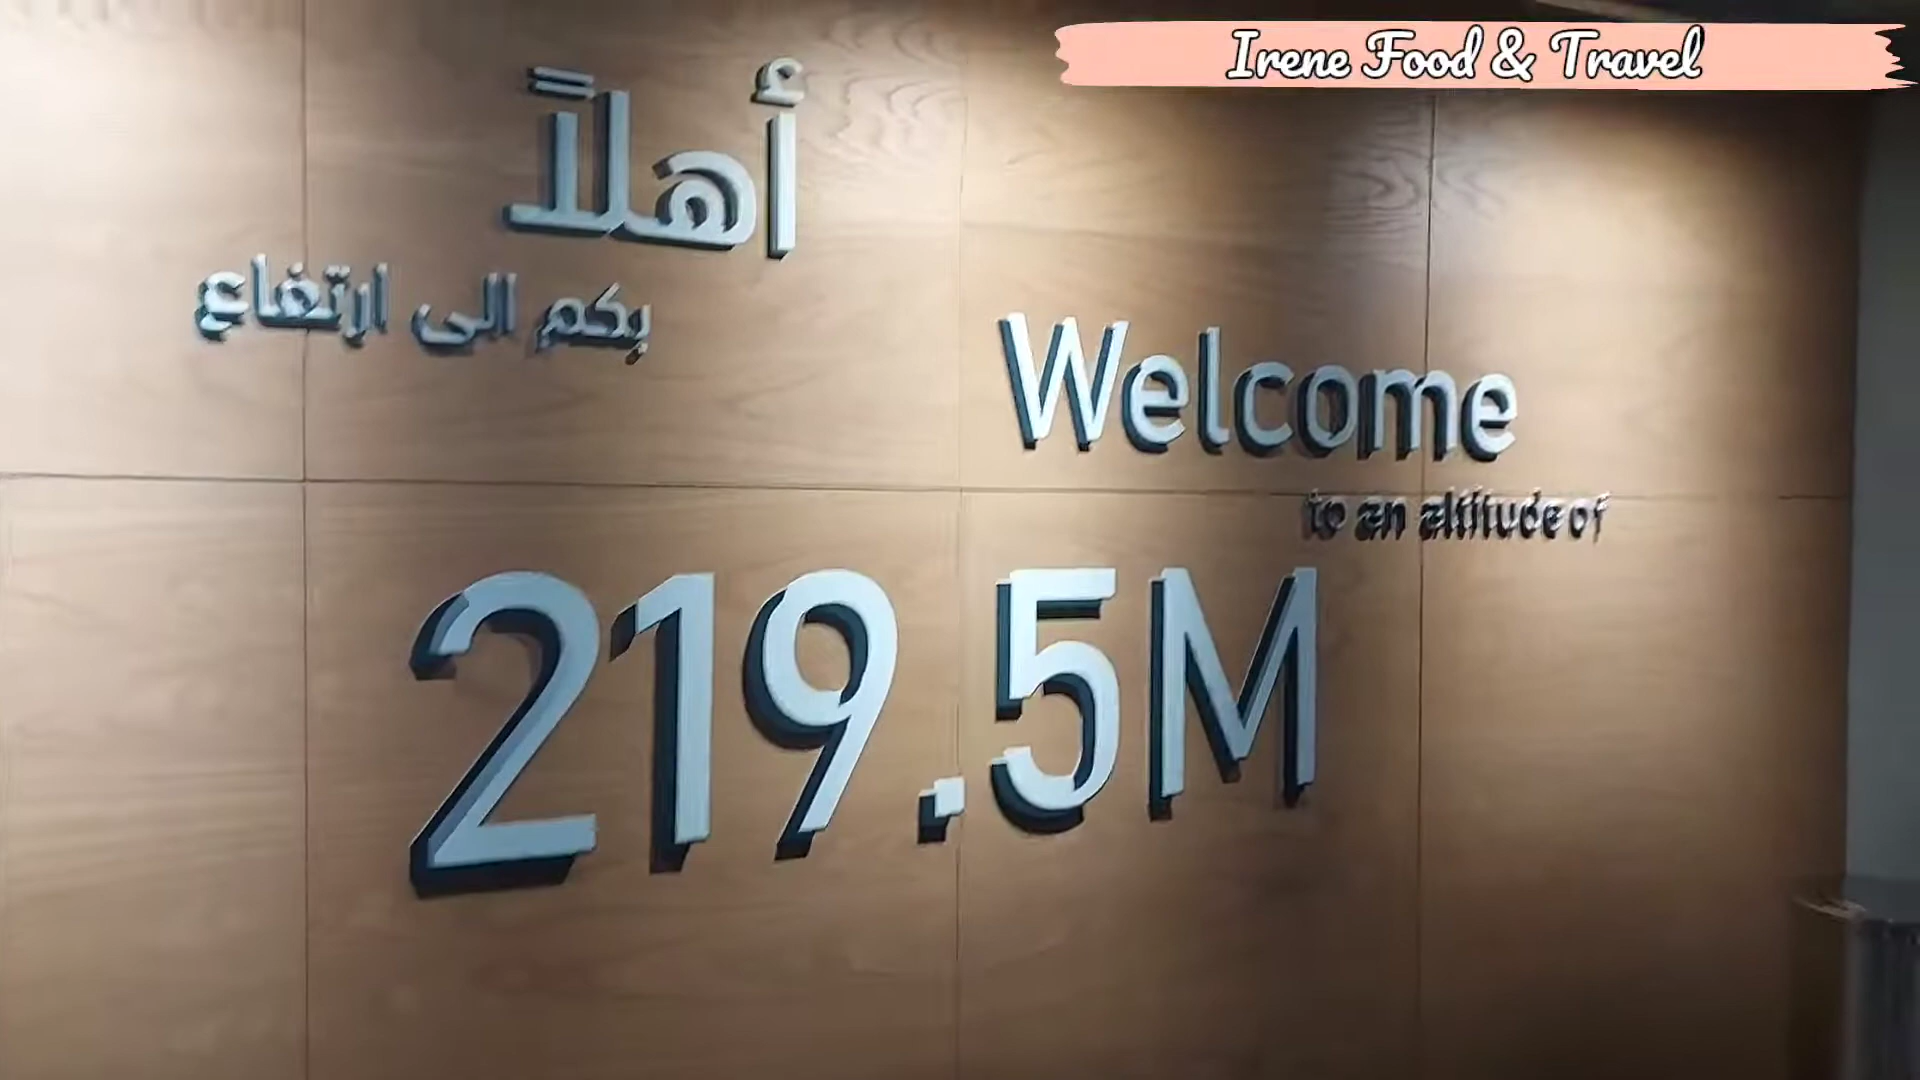 Irene Food & Travel
أهلاً
بكم الى ارتفاع
Welcome
to an altitude of
219.5M